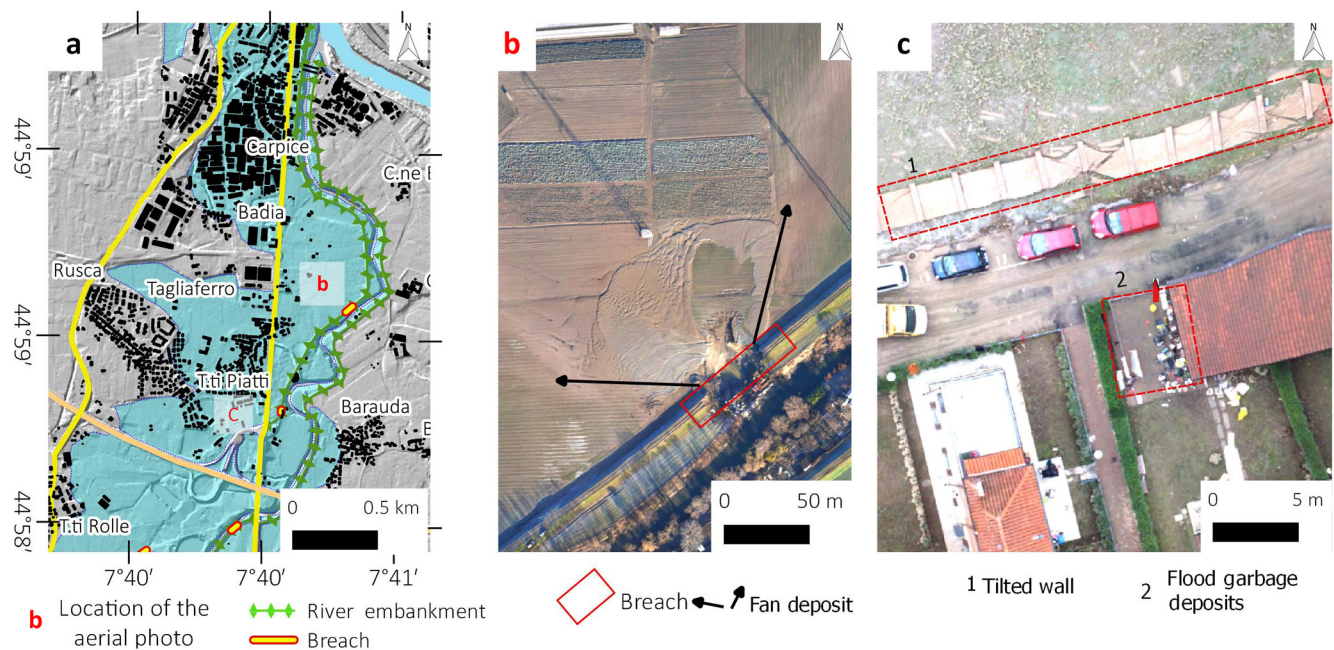 a
N
44°59'
44°59'
44°58'
Carpice
C.ne
Badia
Rusca
Tagliaferro
b
T.ti Piatti
C
Barauda
T.ti Rolle
0 0.5 km
7°40' 7°40' 7°41'
b Location of the
aerial photo
River embankment
Breach
b
N
0 50 m
Breach
Fan deposit
c
N
1
2
0 5 m
1 Tilted wall
2 Flood garbage
deposits